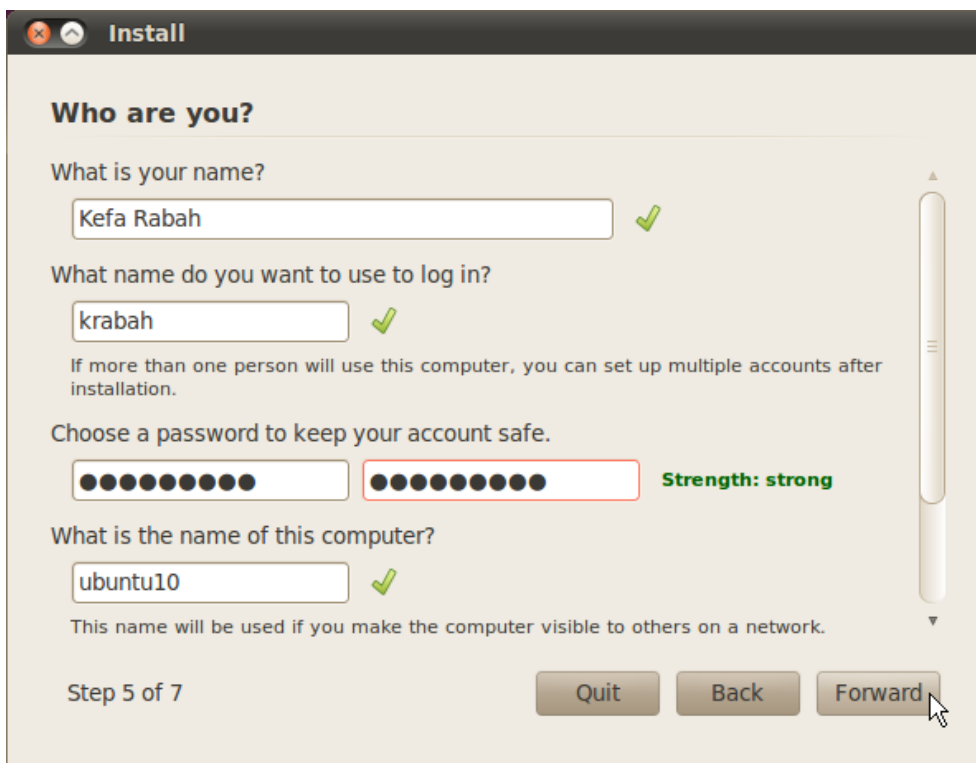 Install
Who are you?
What is your name?
Kefa Rabah
What name do you want to use to log in?
krabah
If more than one person will use this computer, you can set up multiple accounts after
installation.
Choose a password to keep your account safe.
●●●●●●●●● ●●●●●●●●● Strength: strong
What is the name of this computer?
ubuntu10
This name will be used if you make the computer visible to others on a network.
Step 5 of 7 Quit Back Forward